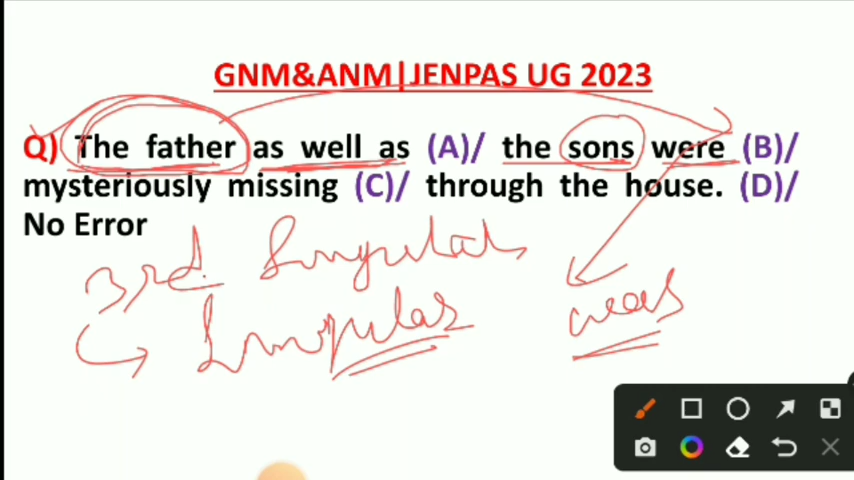 GNM&ANM|JENPAS UG 2023
Q) The father as well as (A)/ the sons were (B)/
mysteriously missing (C)/ through the house. (D)/
No Error
3rd Singular
Singular
was